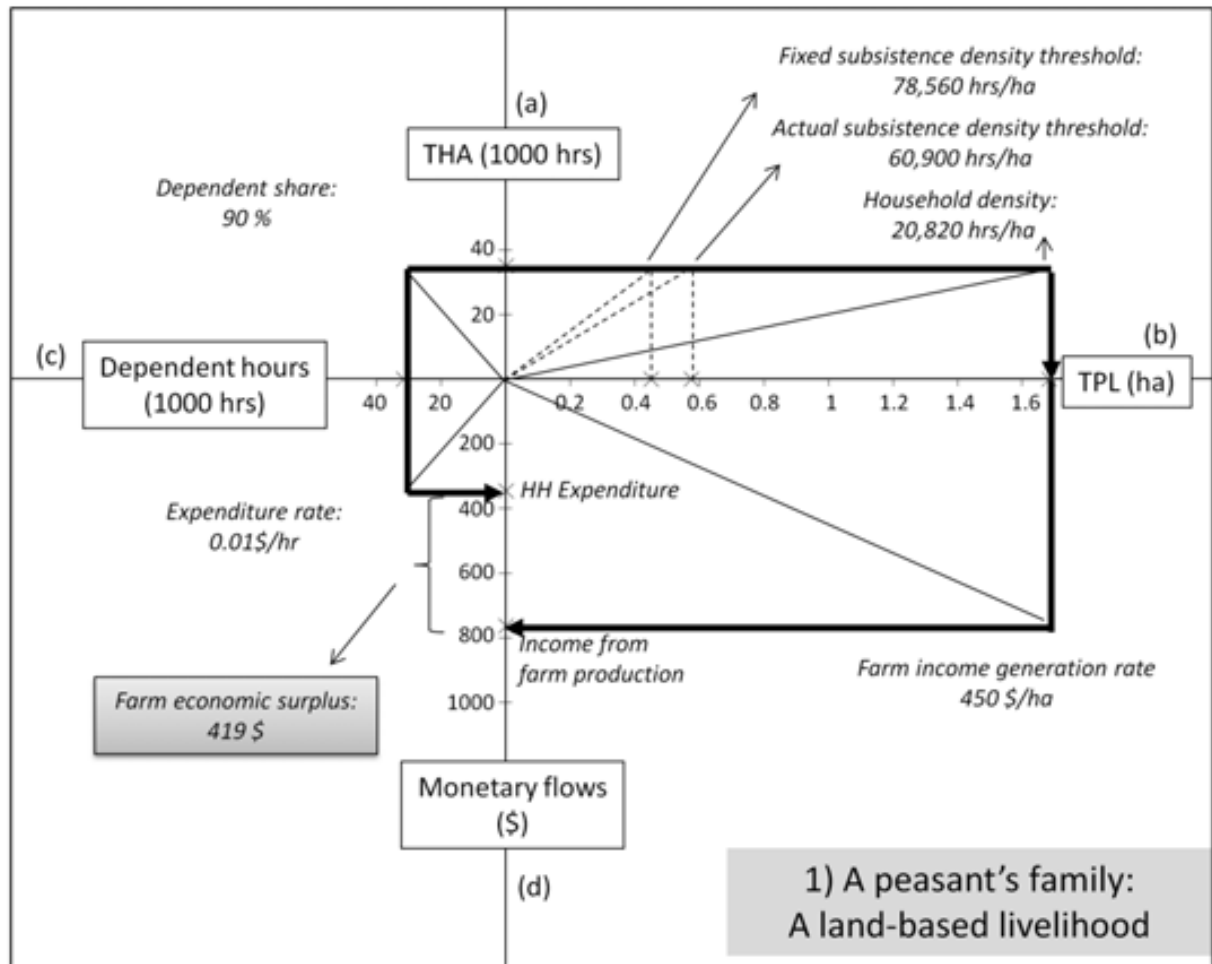 Fixed subsistence density threshold:
78,560 hrs/ha
(a)
Actual subsistence density threshold:
60,900 hrs/ha
THA (1000 hrs)
Dependent share:
90 %
Household density:
20,820 hrs/ha
40
20
(c)
Dependent hours
(1000 hrs)
(b)
TPL (ha)
40
20
0.2
0.4
0.6
0.8
1
1.2
1.4
1.6
200
HH Expenditure
400
Expenditure rate:
0.01$/hr
600
800
Income from
farm production
Farm income generation rate
450 $/ha
1000
Farm economic surplus:
419 $
Monetary flows
($)
(d)
1) A peasant's family:
A land-based livelihood